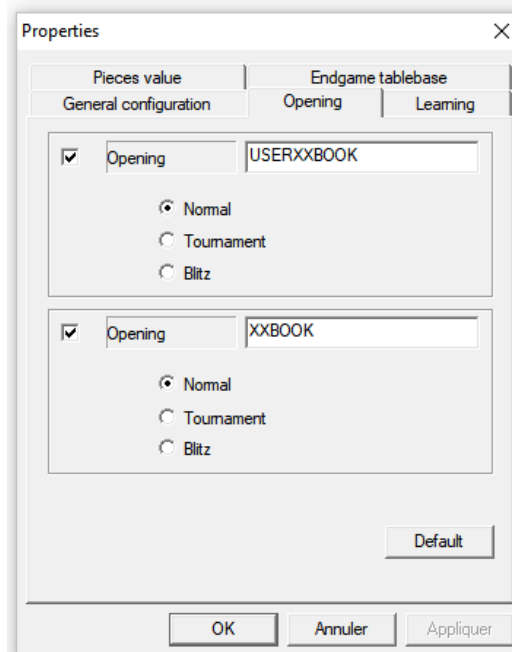 Properties
Pieces value Endgame tablebase
General configuration Opening Learning
Opening USERXXBOOK
Normal
Tournament
Blitz
Opening XXBOOK
Normal
Tournament
Blitz
Default
OK Annuler Appliquer